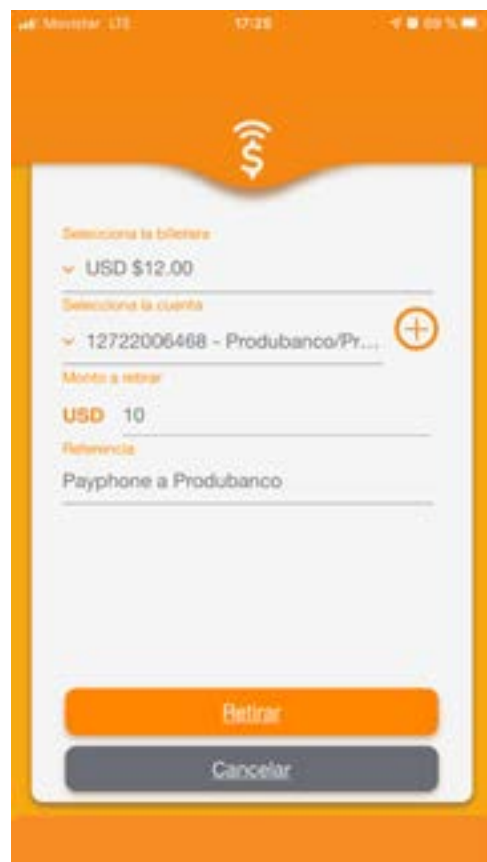 Movistar LTE 17:25 69 %
Selecciona la billetera
USD $12.00
Selecciona la cuenta
12722006468 - Produbanco/Pr...
Monto a retirar
USD 10
Referencia
Payphone a Produbanco
Retirar
Cancelar